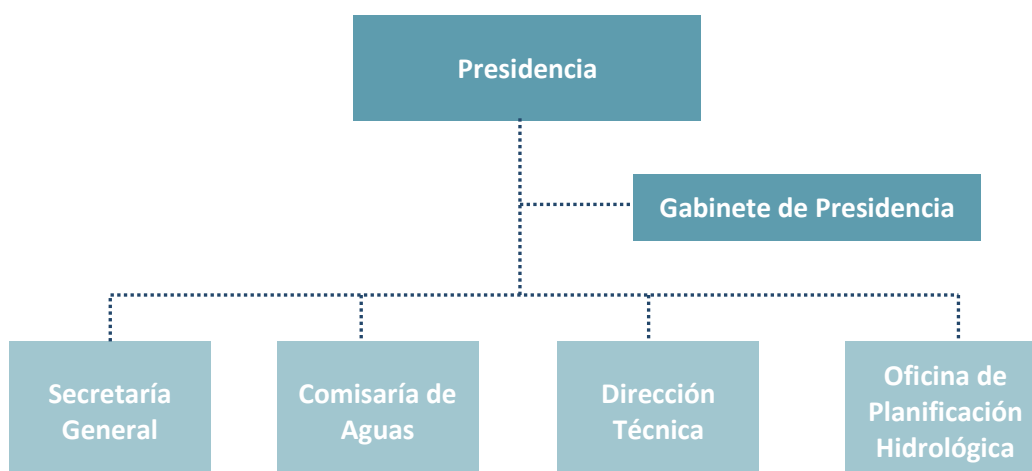 Presidencia
Gabinete de Presidencia
Secretaría
General
Comisaría de
Aguas
Dirección
Técnica
Oficina de
Planificación
Hidrológica